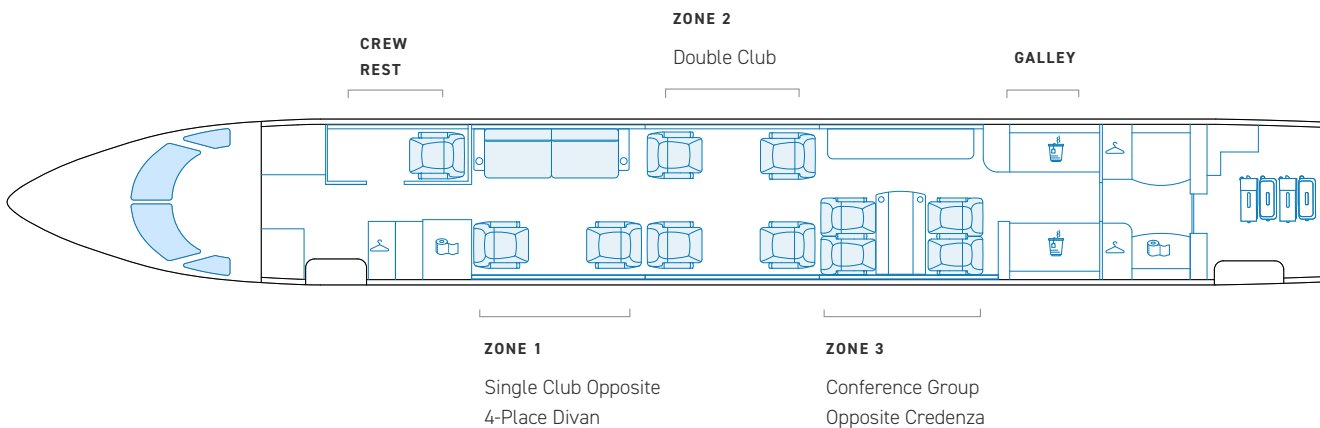 ZONE 2
Double Club
CREW
REST
GALLEY
ZONE 1
Single Club Opposite
4-Place Divan
ZONE 3
Conference Group
Opposite Credenza